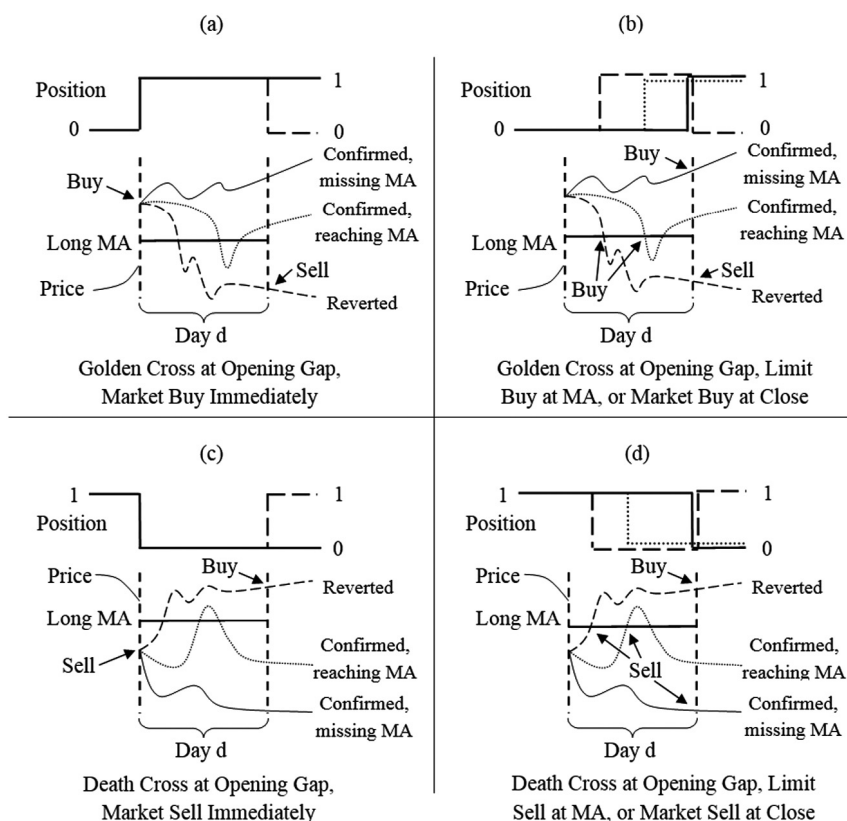 (a)
Position
1
0
0
Buy
Confirmed,
missing MA
Confirmed,
reaching MA
Long MA
Sell
Price
Reverted
Day d
Golden Cross at Opening Gap,
Market Buy Immediately
(b)
Position
1
0
0
Buy
Confirmed,
missing MA
Confirmed,
reaching MA
Long MA
Sell
Price
Buy
Reverted
Day d
Golden Cross at Opening Gap, Limit
Buy at MA, or Market Buy at Close
(c)
1
1
Position
0
Price
Buy
Reverted
Long MA
Sell
Confirmed,
reaching MA
Confirmed,
missing MA
Day d
Death Cross at Opening Gap,
Market Sell Immediately
(d)
1
1
Position
0
Price
Buy
Reverted
Long MA
Sell
Confirmed,
reaching MA
Confirmed,
missing MA
Day d
Death Cross at Opening Gap, Limit
Sell at MA, or Market Sell at Close